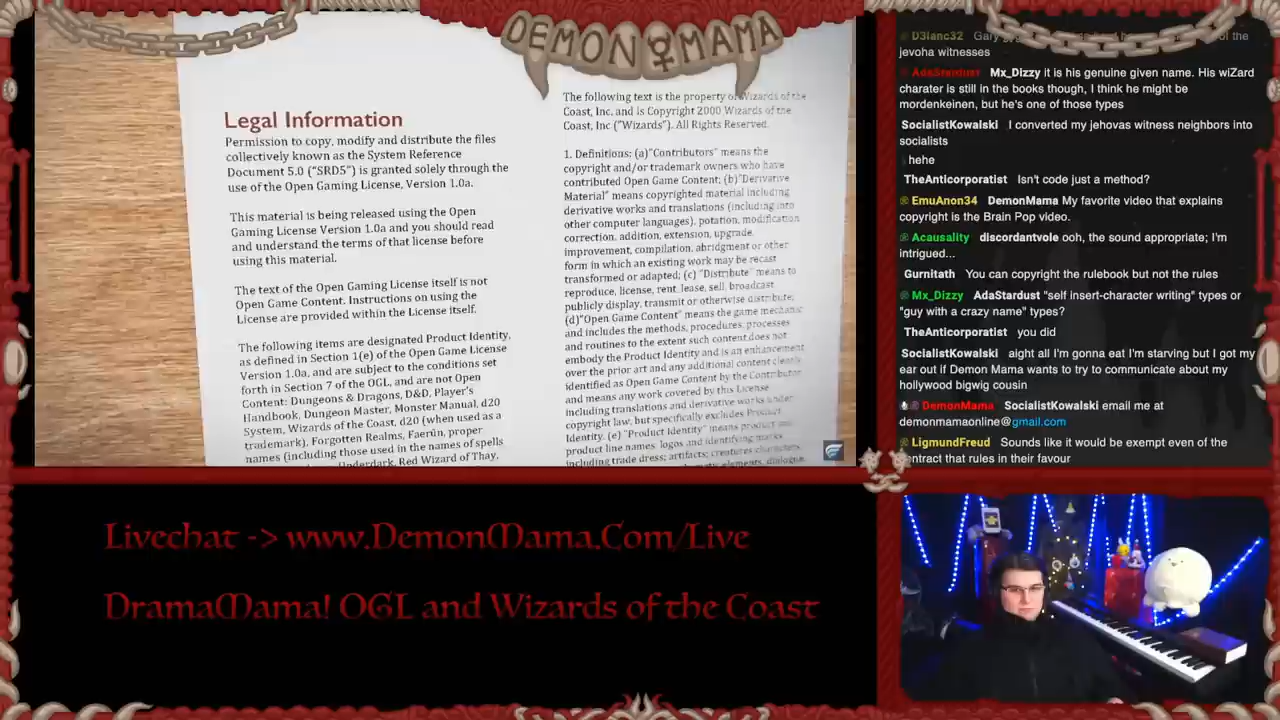 DEMON MAMA
Legal Information
Permission to copy, modify and distribute the files
collectively known as the System Reference
Document 5.0 ("SRD5") is granted solely through the
use of the Open Gaming License, Version 1.0a.
This material is being released using the Open
Gaming License Version 1.0a and you should read
and understand the terms of that license before
using this material.
The text of the Open Gaming License itself is not
Open Game Content. Instructions on using the
License are provided within the License itself.
The following items are designated Product Identity,
as defined in Section 1(e) of the Open Game License
Version 1.0a, and are subject to the conditions set
forth in Section 7 of the OGL, and are not Open
Content: Dungeons & Dragons, D&D, Player's
Handbook, Dungeon Master, Monster Manual, d20
System, Wizards of the Coast, d20 (when used as a
trademark), Forgotten Realms, Faerûn, proper
names (including those used in the names of spells
Underdark, Red Wizard of Thay,
The following text is the property of Wizards of the
Coast, Inc. and is Copyright 2000 Wizards of the
Coast, Inc ("Wizards"). All Rights Reserved.
1. Definitions: (a)"Contributors" means the
copyright and/or trademark owners who have
contributed Open Game Content; (b)"Derivative
Material" means copyrighted material including
derivative works and translations (including into
other computer languages), potation, modification
correction, addition, extension, upgrade,
improvement, compilation, abridgment or other
form in which an existing work may be recast
transformed or adapted; (c) "Distribute" means to
reproduce, license, rent, lease, sell, broadcast
publicly display, transmit or otherwise distribute;
(d)"Open Game Content" means the game mechanic
and includes the methods, procedures, processes
and routines to the extent such content does not
embody the Product Identity and is an enhancement
over the prior art and any additional content clearly
identified as Open Game Content by the Contributor
and means any work covered by this License
including translations and derivative works under
copyright law, but specifically excludes Product
Identity. (e) "Product Identity" means product and
product line names, logos and identifying marks
including trade dress; artifacts; creatures characters
elements, dialogue,
D3lanc32 Gary of the
jevoha witnesses
AdaStardust Mx_Dizzy it is his genuine given name. His wiZard
charater is still in the books though, I think he might be
mordenkeinen, but he's one of those types
SocialistKowalski I converted my jehovas witness neighbors into
socialists
hehe
TheAnticorporatist Isn't code just a method?
EmuAnon34 DemonMama My favorite video that explains
copyright is the Brain Pop video.
Acausality discordantvole ooh, the sound appropriate; I'm
intrigued...
Gurnitath You can copyright the rulebook but not the rules
Mx_Dizzy AdaStardust "self insert-character writing" types or
"guy with a crazy name" types?
TheAnticorporatist you did
SocialistKowalski aight all I'm gonna eat I'm starving but I got my
ear out if Demon Mama wants to try to communicate about my
hollywood bigwig cousin
DemonMama SocialistKowalski email me at
demonmamaonline@gmail.com
LigmundFreud Sounds like it would be exempt even of the
contract that rules in their favour
Livechat -> www.DemonMama.Com/Live
DramaMama OGL and Wizards of the Coast